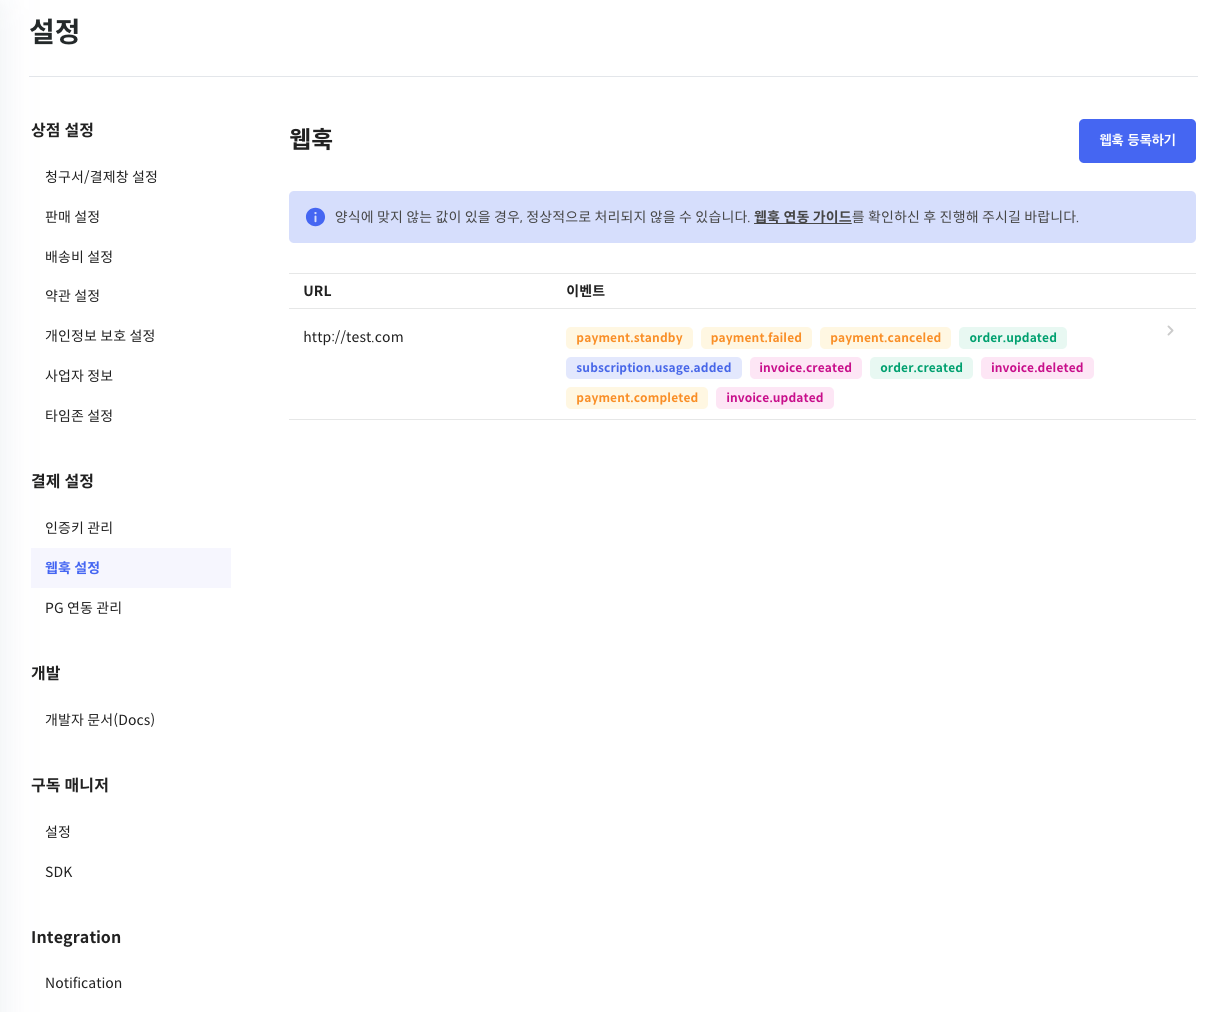 설정
상점 설정
청구서/결제창 설정
판매 설정
배송비 설정
약관 설정
개인정보 보호 설정
사업자 정보
타임존 설정
결제 설정
인증키 관리
웹훅 설정
PG 연동 관리
개발
개발자 문서(Docs)
구독 매니저
설정
SDK
Integration
Notification
웹훅
웹훅 등록하기
양식에 맞지 않는 값이 있을 경우, 정상적으로 처리되지 않을 수 있습니다. 웹훅 연동 가이드를 확인하신 후 진행해 주시길 바랍니다.
URL 이벤트
http://test.com payment.standby payment.failed payment.canceled order.updated
subscription.usage.added invoice.created order.created invoice.deleted
payment.completed invoice.updated